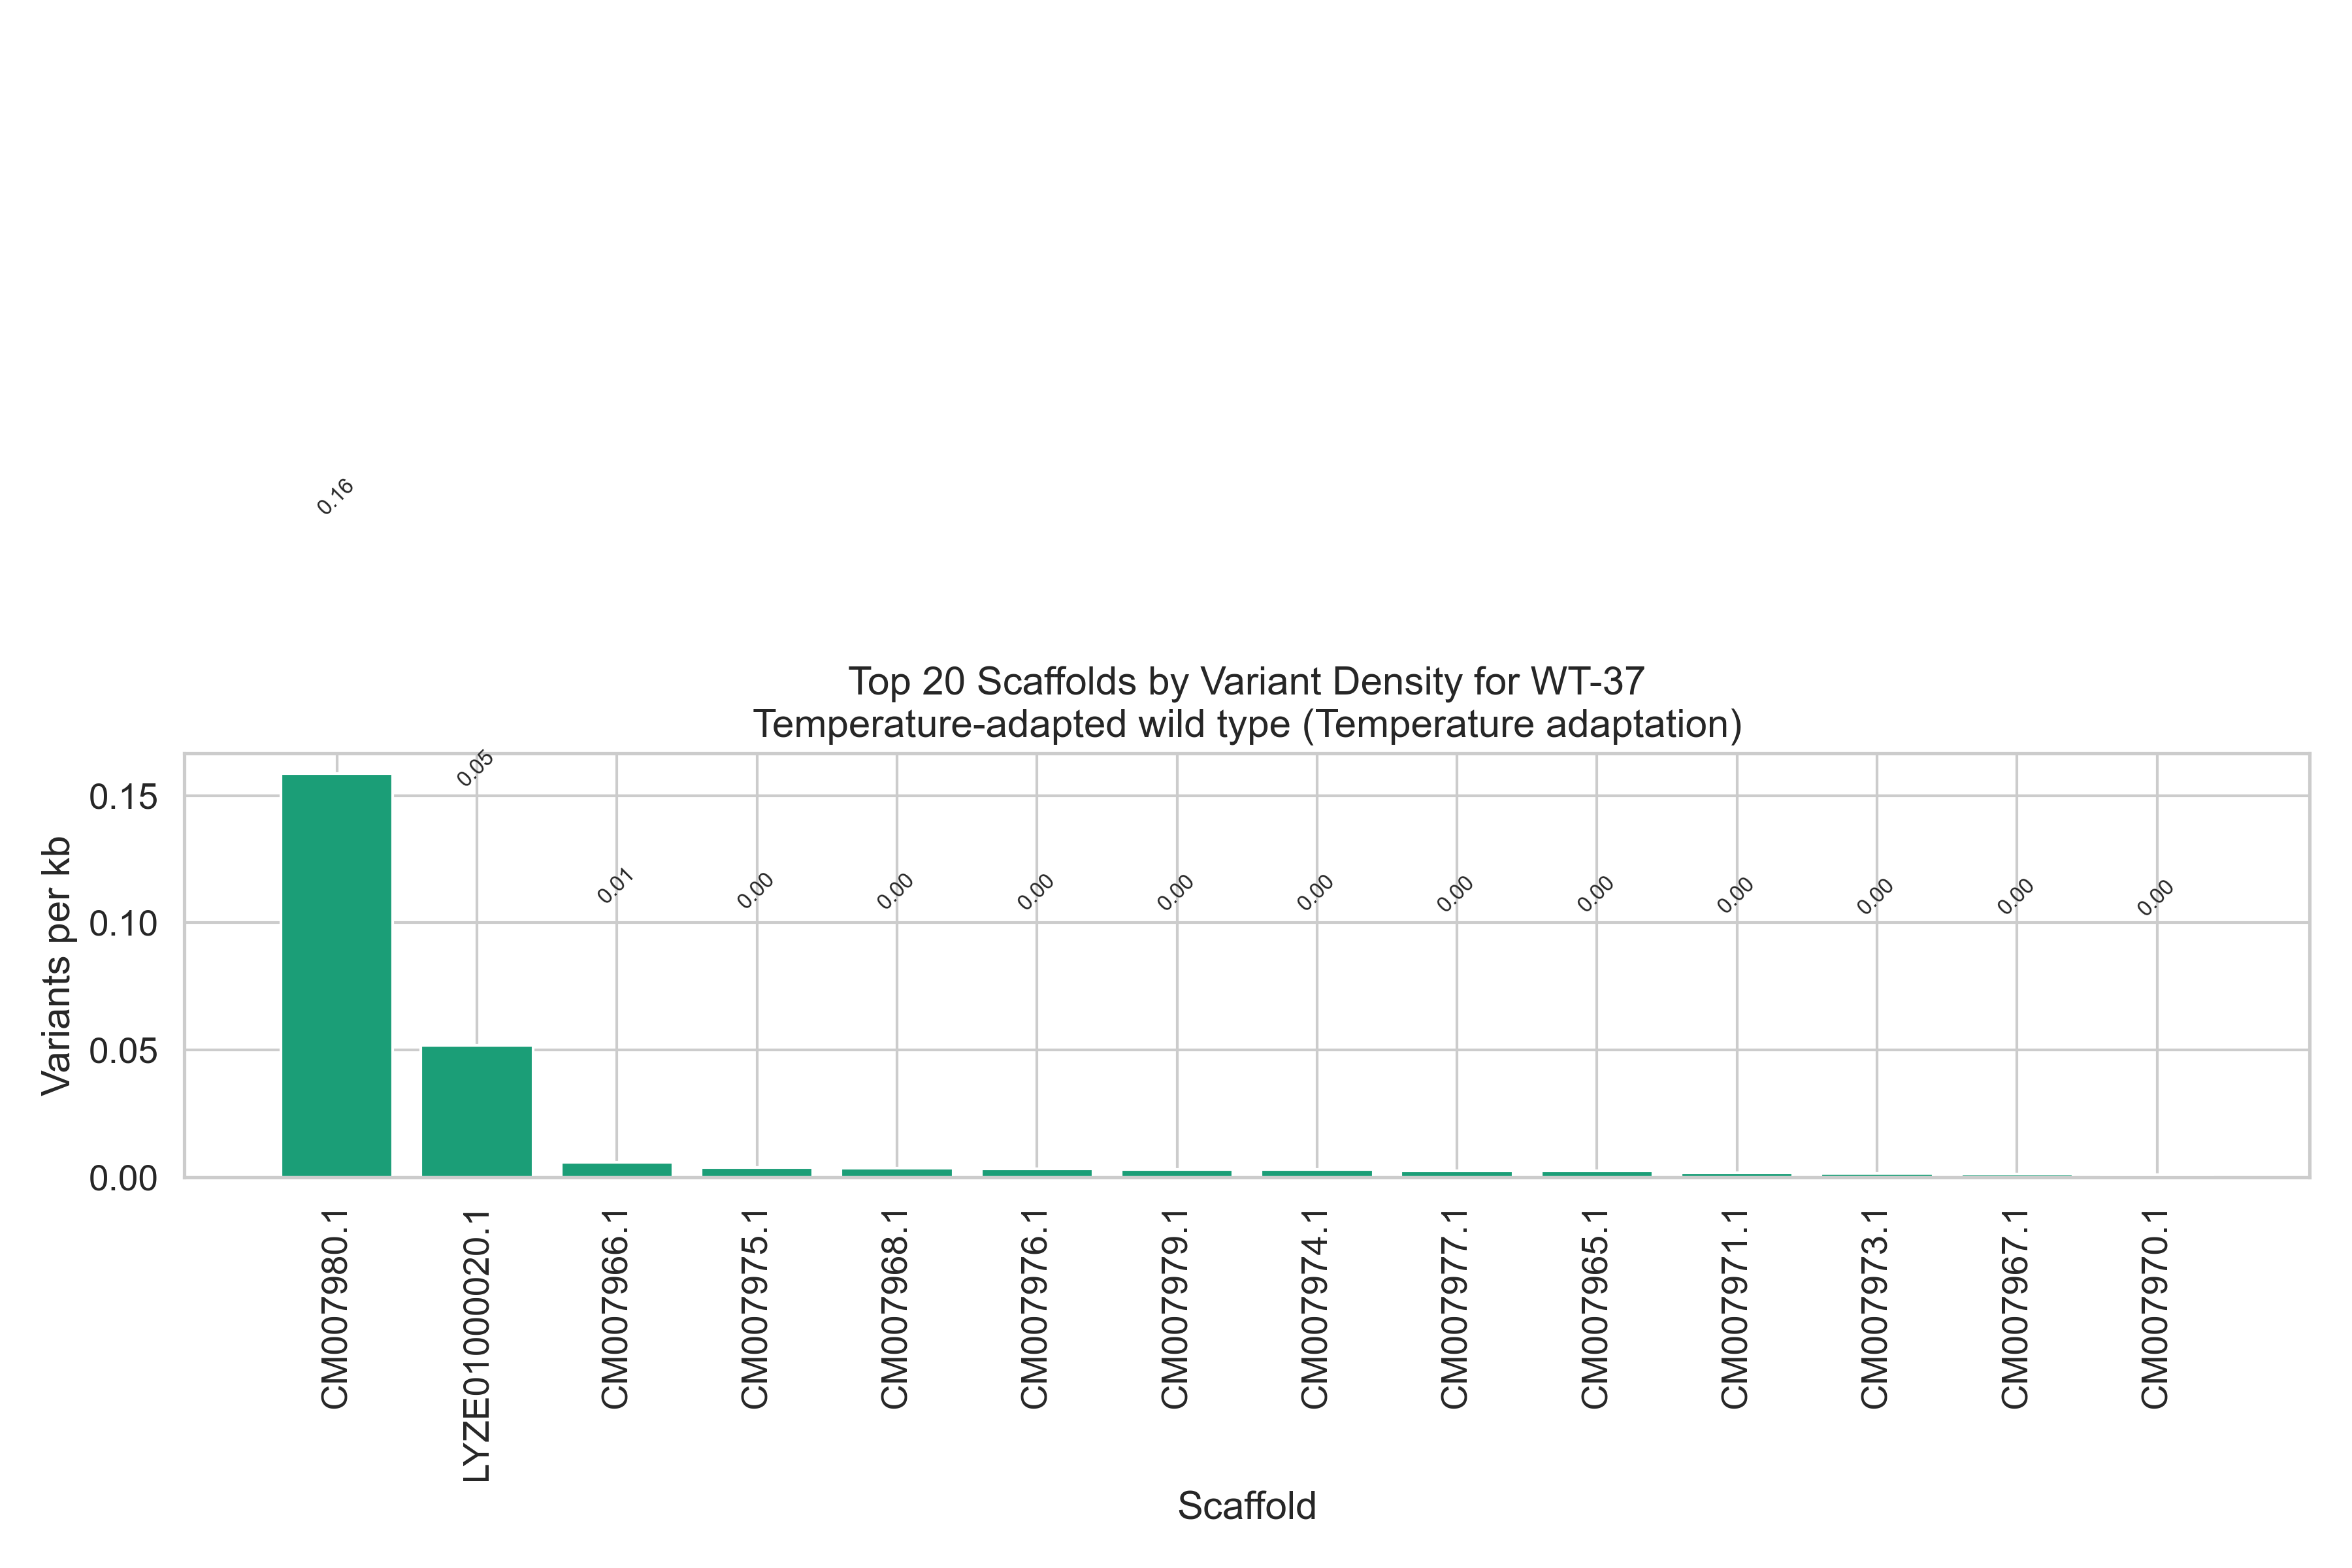 0.16
Top 20 Scaffolds by Variant Density for WT-37
Temperature-adapted wild type (Temperature adaptation)
0.05
0.01
0.00
0.00
0.00
0.00
0.00
0.00
0.00
0.00
0.00
0.00
0.00
Variants per kb
0.15
0.10
0.05
0.00
CM007980.1
LYZE01000020.1
CM007966.1
CM007975.1
CM007968.1
CM007976.1
CM007979.1
CM007974.1
CM007977.1
CM007965.1
CM007971.1
CM007973.1
CM007967.1
CM007970.1
Scaffold